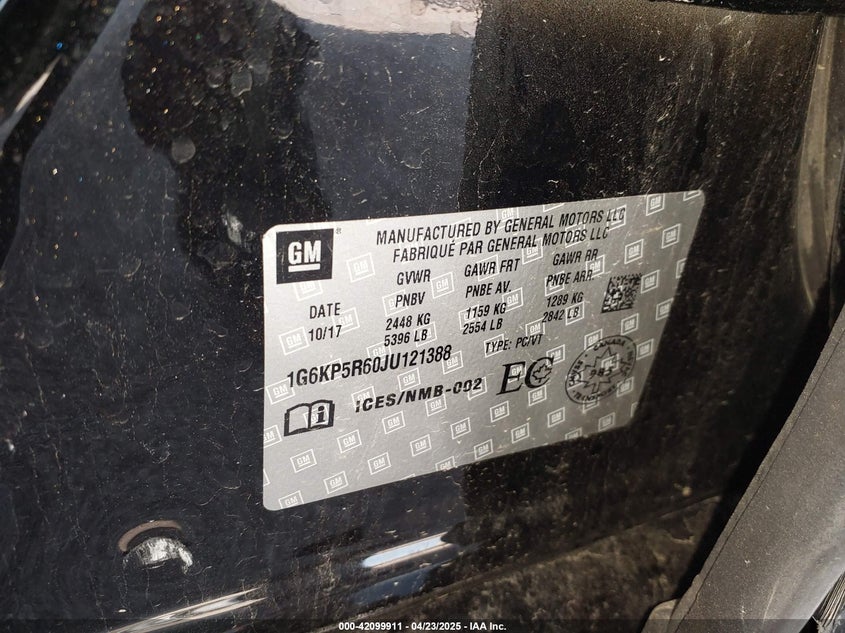 GM
MANUFACTURED BY GENERAL MOTORS LLC
FABRIQUÉ PAR GENERAL MOTORS LLC
DATE
10/17
GVWR
PNBV
2448 KG
5396 LB
GAWR FRT
PNBE AV.
1159 KG
2554 LB
GAWR RR
PNBE ARR.
1289 KG
2842 LB
1G6KP5R60JU121388
TYPE: PC/VT
ICES/NMB-002
EC
CANADA
000-42099911 - 04/23/2025 - IAA Inc.